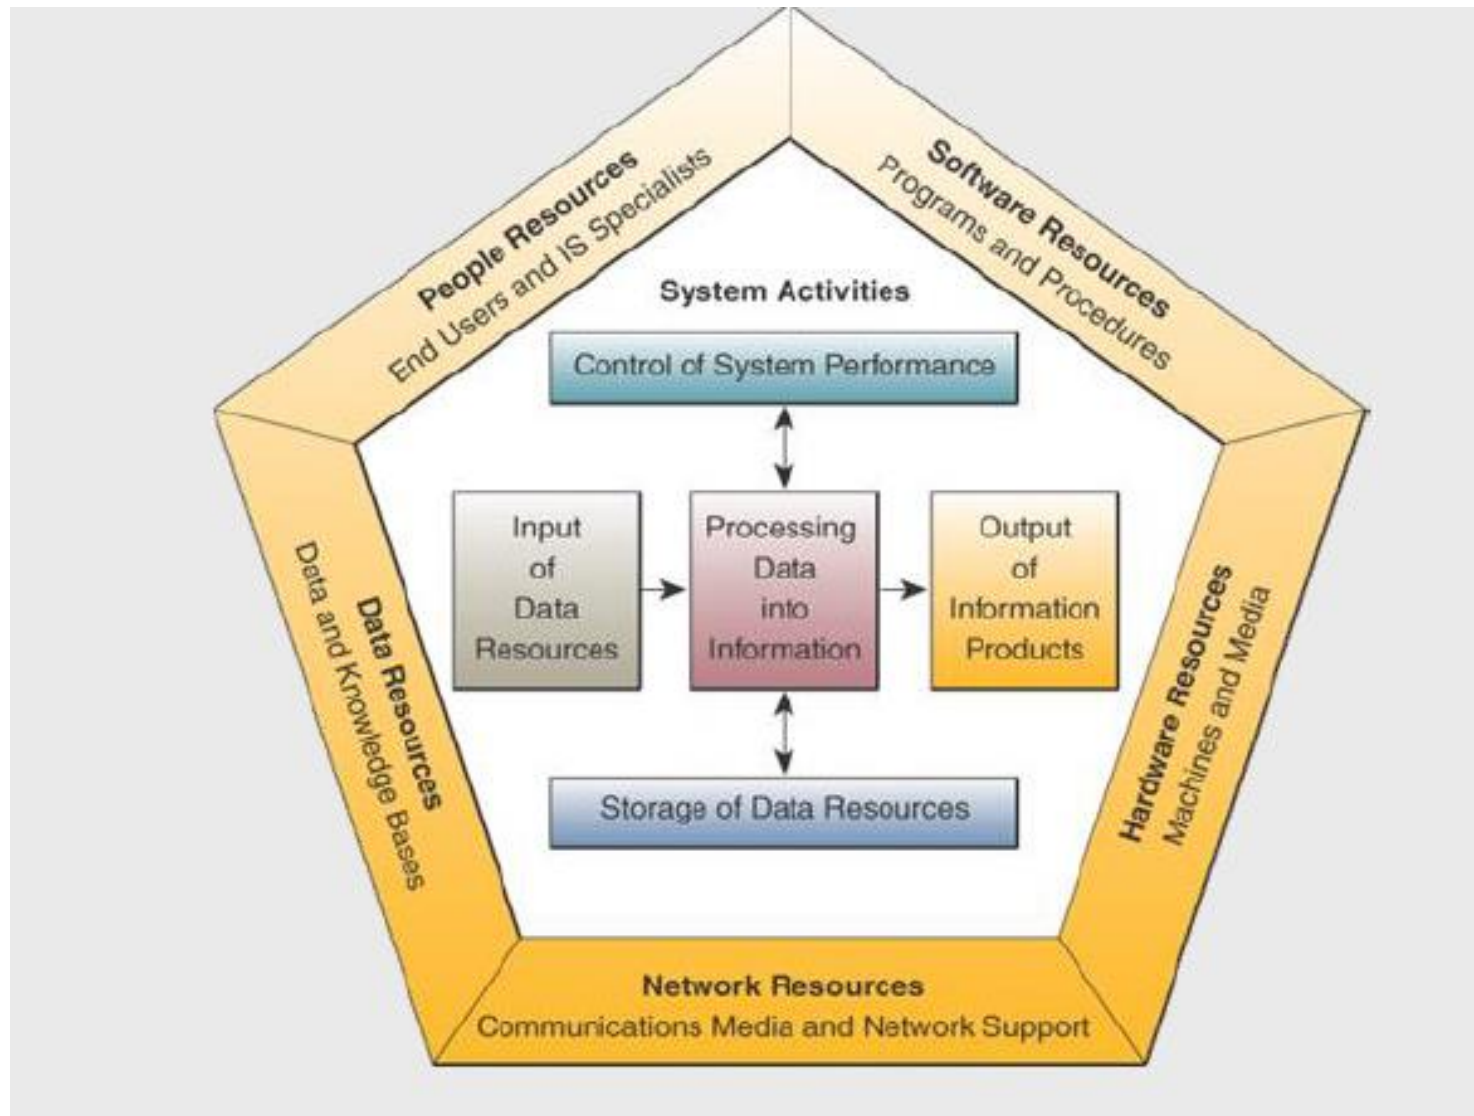 People Resources
End Users and IS Specialists
Software Resources
Programs and Procedures
System Activities
Control of System Performance
Input
of
Data
Resources
Processing
Data
into
Information
Output
of
Information
Products
Storage of Data Resources
Data Resources
Data and Knowledge Bases
Hardware Resources
Machines and Media
Network Resources
Communications Media and Network Support